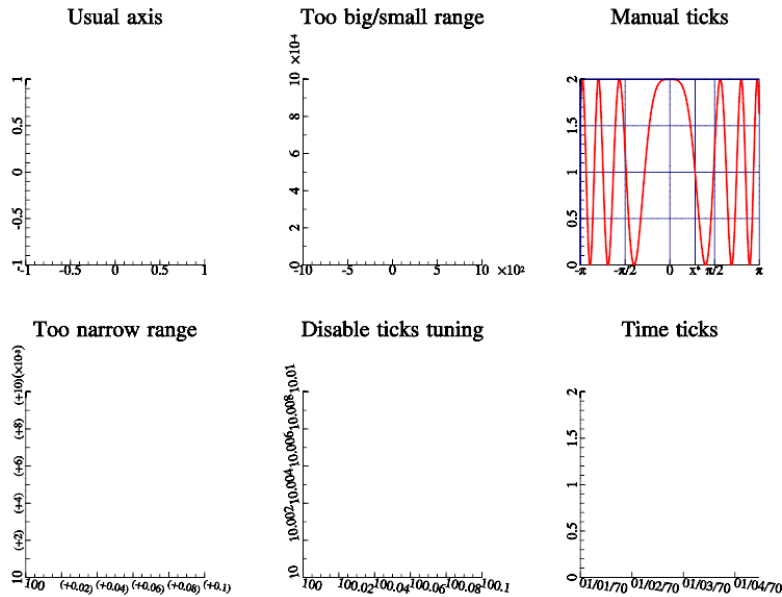 Usual axis
1
0.5
0
-0.5
-1
-1 -0.5 0 0.5 1
Too big/small range
×10⁻⁴
10
8
6
4
2
0
-10 -5 0 5 10 ×10²
Manual ticks
2
1.5
1
0.5
0
-π -π/2 0 x* π/2 π
Too narrow range
(+10)
(+8)
(+6)
(+4)
(+2)
10
100 (+0.02) (+0.04) (+0.06) (+0.08) (+0.1)
Disable ticks tuning
10.01
10.008
10.006
10.004
10.002
10
100 100.02 100.04 100.06 100.08 100.1
Time ticks
2
1.5
1
0.5
0
01/01/70 01/02/70 01/03/70 01/04/70